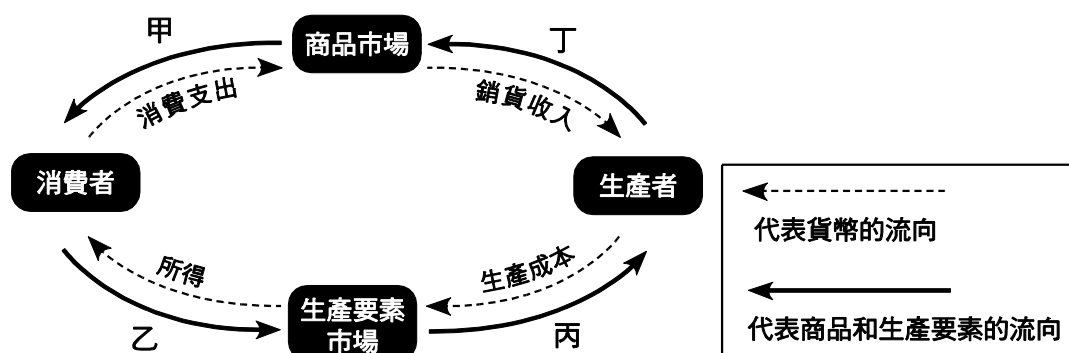 甲
商品市場
丁
消費支出
銷貨收入
消費者
生產者
代表貨幣的流向
所得
生產成本
生產要素
市場
乙
丙
代表商品和生產要素的流向